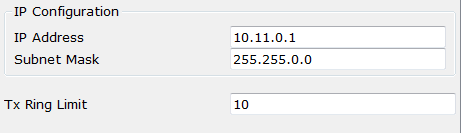 IP Configuration
IP Address 10.11.0.1
Subnet Mask 255.255.0.0
Tx Ring Limit 10